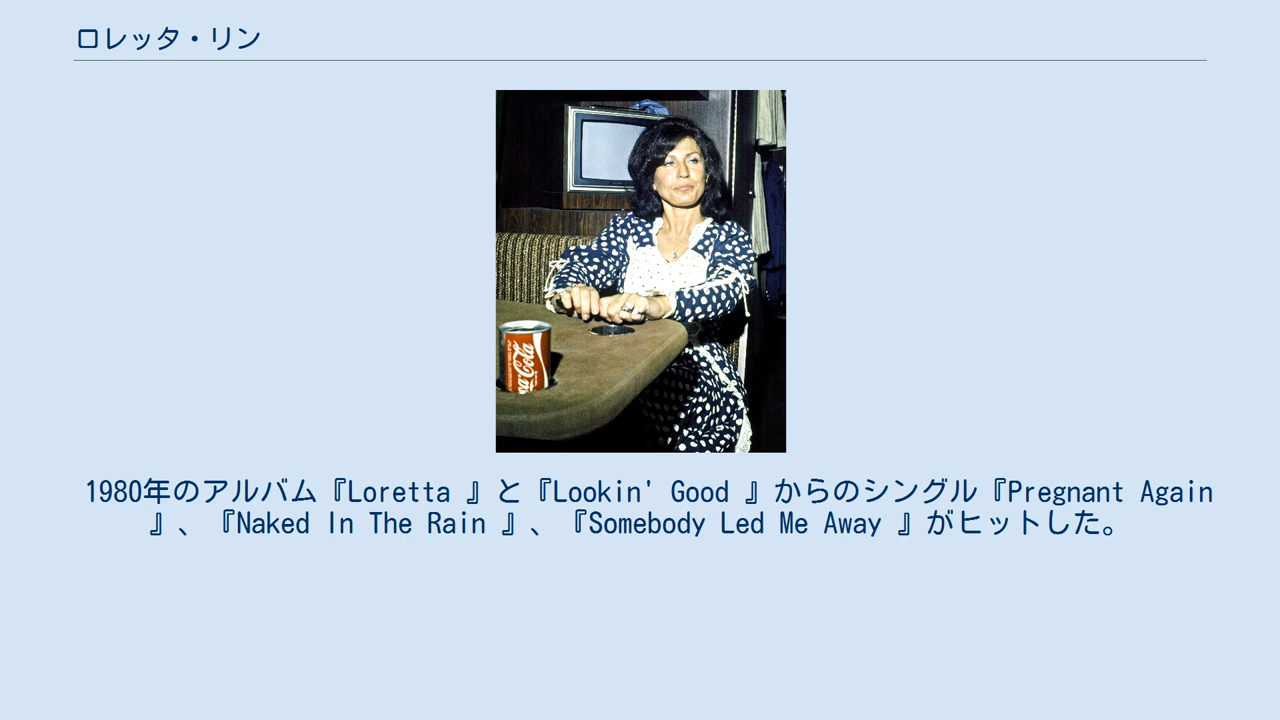 ロレッタ・リン
Coca-Cola
1980年のアルバム『Loretta 』と『Lookin' Good 』からのシングル『Pregnant Again
』、『Naked In The Rain 』、『Somebody Led Me Away 』がヒットした。